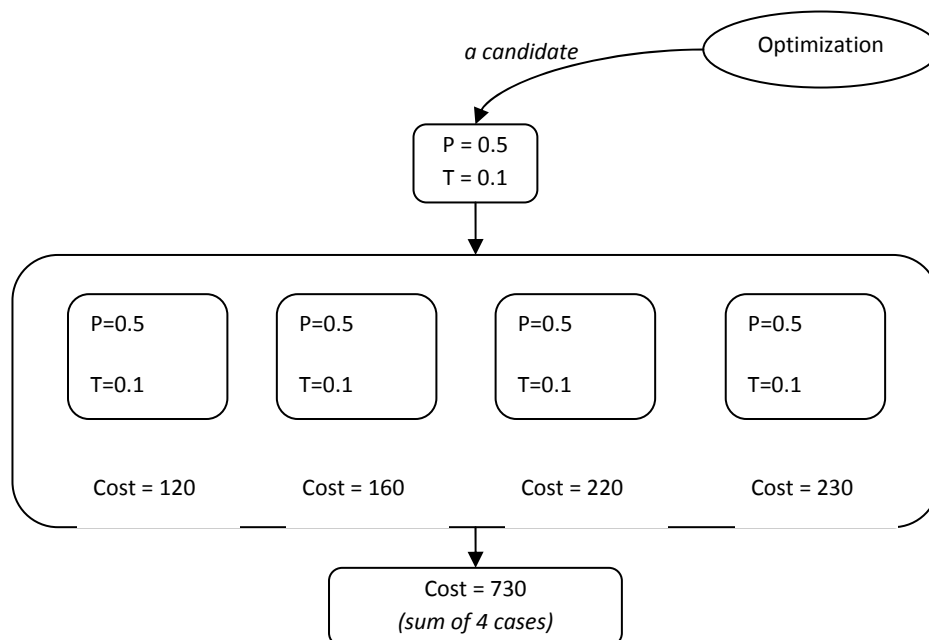 Optimization
a candidate
P = 0.5
T = 0.1
P=0.5
T=0.1
P=0.5
T=0.1
P=0.5
T=0.1
P=0.5
T=0.1
Cost = 120
Cost = 160
Cost = 220
Cost = 230
Cost = 730
(sum of 4 cases)